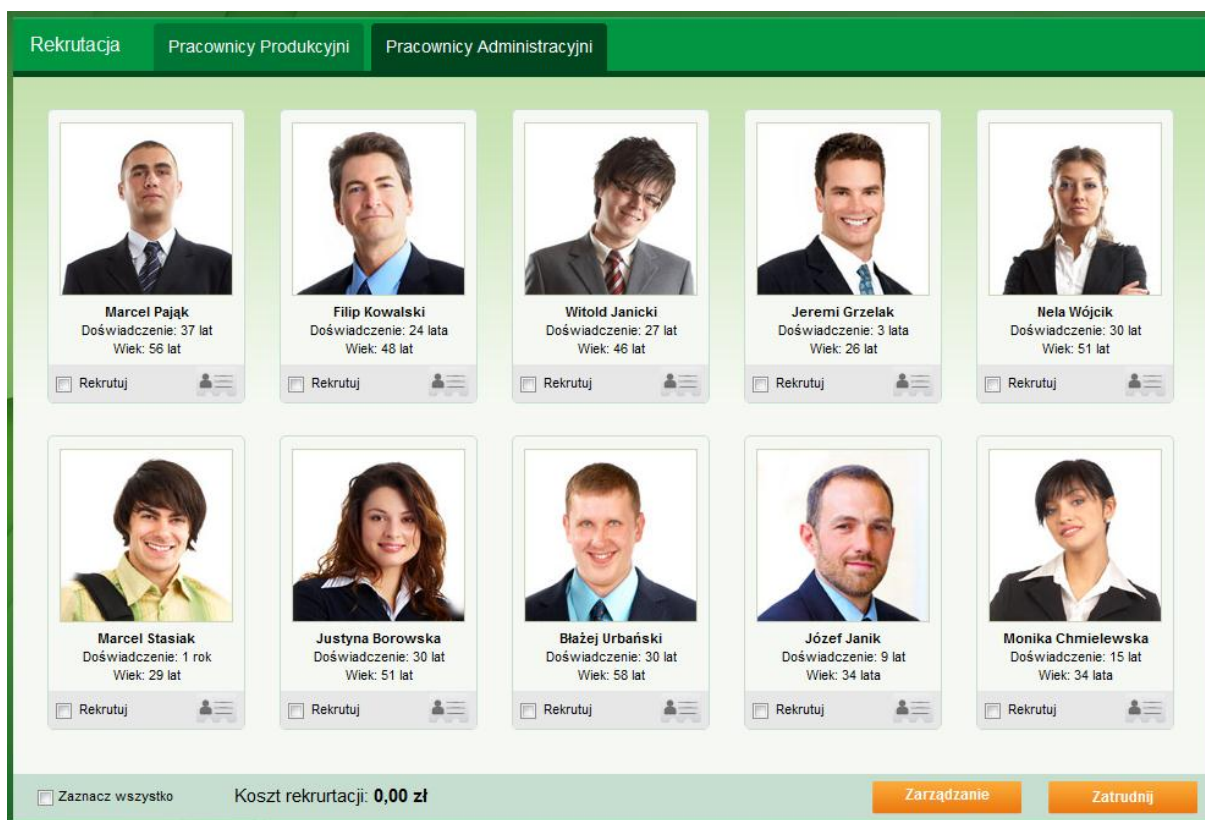 Rekrutacja
Pracownicy Produkcyjni
Pracownicy Administracyjni
Marcel Pająk
Doświadczenie: 37 lat
Wiek: 56 lat
Rekrutuj
Filip Kowalski
Doświadczenie: 24 lata
Wiek: 48 lat
Rekrutuj
Witold Janicki
Doświadczenie: 27 lat
Wiek: 46 lat
Rekrutuj
Jeremi Grzelak
Doświadczenie: 3 lata
Wiek: 26 lat
Rekrutuj
Nela Wójcik
Doświadczenie: 30 lat
Wiek: 51 lat
Rekrutuj
Marcel Stasiak
Doświadczenie: 1 rok
Wiek: 29 lat
Rekrutuj
Justyna Borowska
Doświadczenie: 30 lat
Wiek: 51 lat
Rekrutuj
Błażej Urbański
Doświadczenie: 30 lat
Wiek: 58 lat
Rekrutuj
Józef Janik
Doświadczenie: 9 lat
Wiek: 34 lata
Rekrutuj
Monika Chmielewska
Doświadczenie: 15 lat
Wiek: 34 lata
Rekrutuj
Zaznacz wszystko
Koszt rekrurtacji: 0,00 zł
Zarządzanie
Zatrudnij